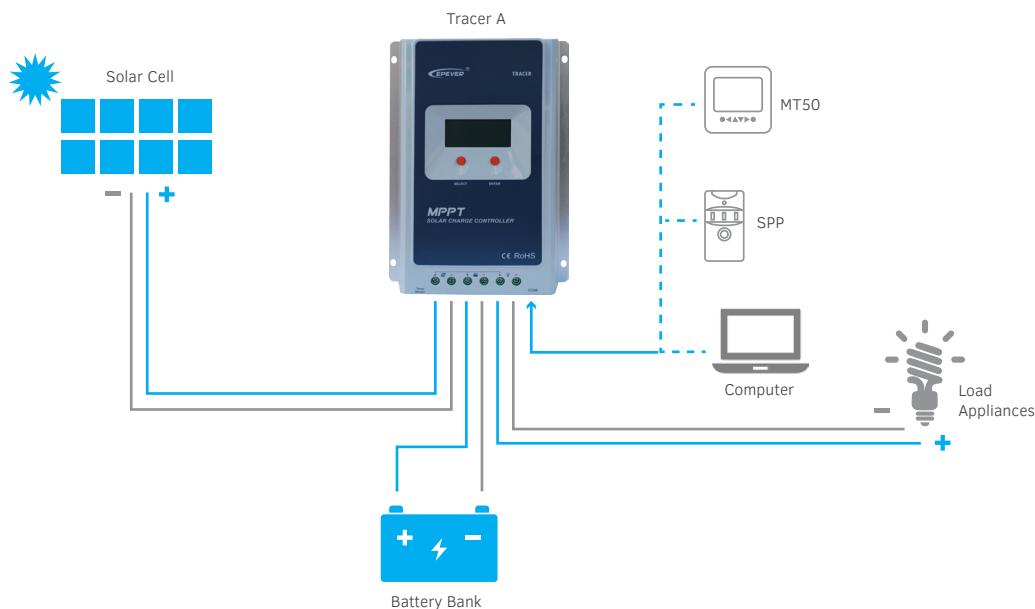 Tracer A
Solar Cell
EPEVER
TRACER
SELECT
ENTER
MPPT
SOLAR CHARGE CONTROLLER
CE RoHS
COM
MT50
SPP
Computer
Load
Appliances
Battery Bank